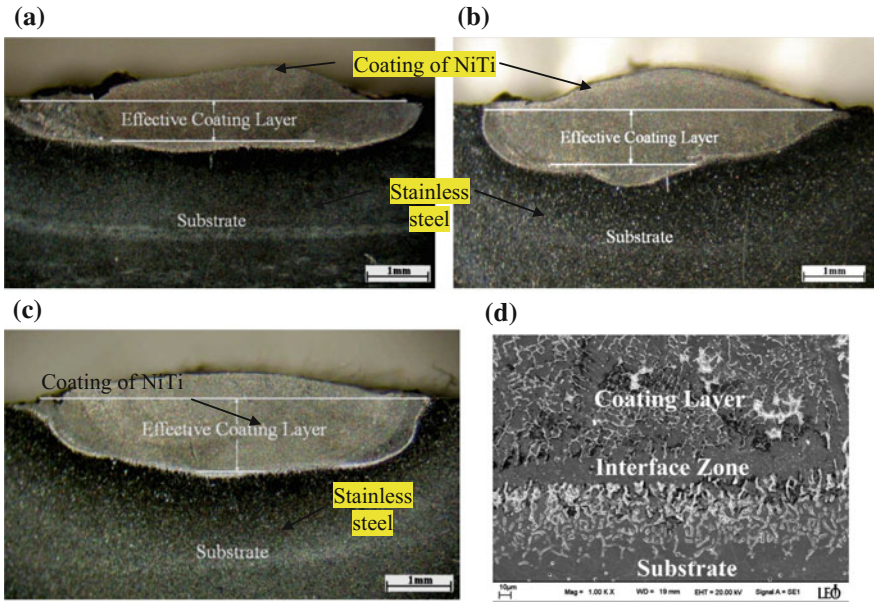 (a)
(b)
Coating of NiTi
Effective Coating Layer
Effective Coating Layer
Stainless
steel
Substrate
Substrate
1mm
1mm
(c)
(d)
Coating of NiTi
Effective Coating Layer
Stainless
steel
Substrate
1mm
Coating Layer
Interface Zone
Substrate
10µm
Mag = 1.00 K X WD = 19 mm EHT = 20.00 kV Signal A = SE1 LEO